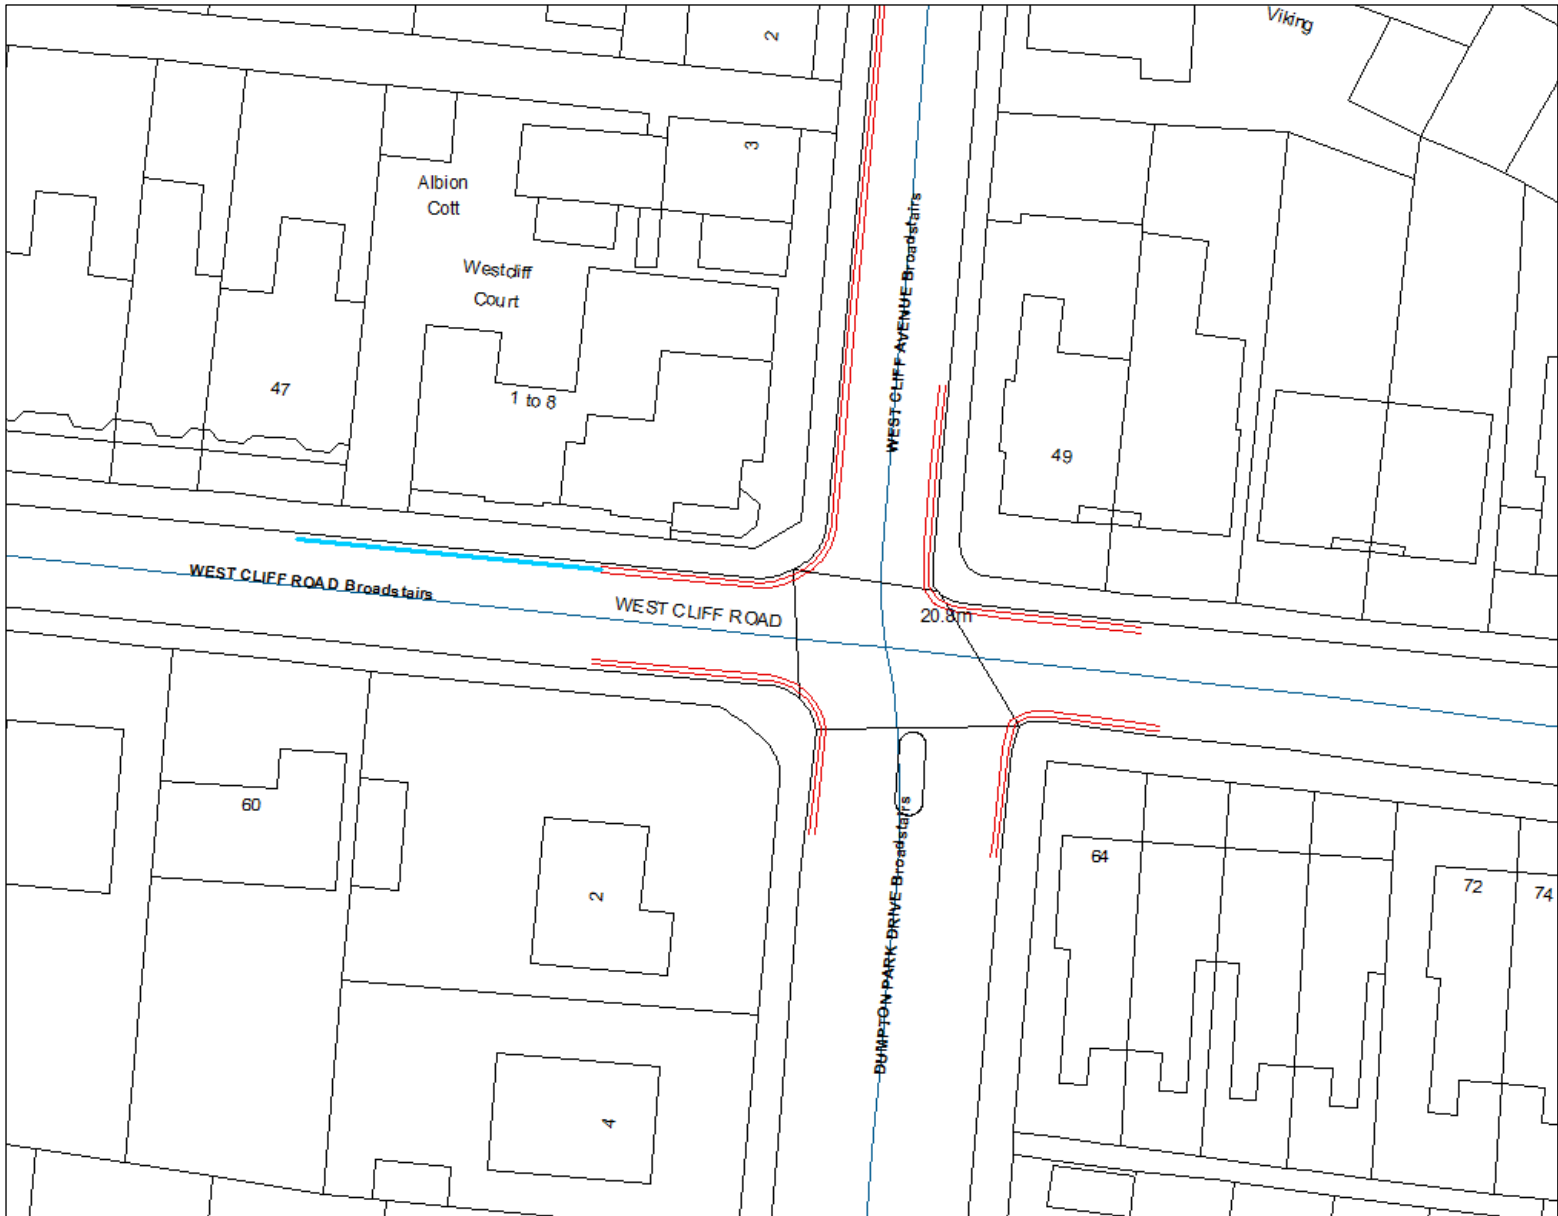 2
Viking
3
Albion
Cott
Westcliff
Court
WEST CLIFF AVENUE Broadstairs
47
1 to 8
49
WEST CLIFF ROAD Broadstairs
WEST CLIFF ROAD
20.8m
60
2
64
72
74
DUMPTON PARK DRIVE Broadstairs
4